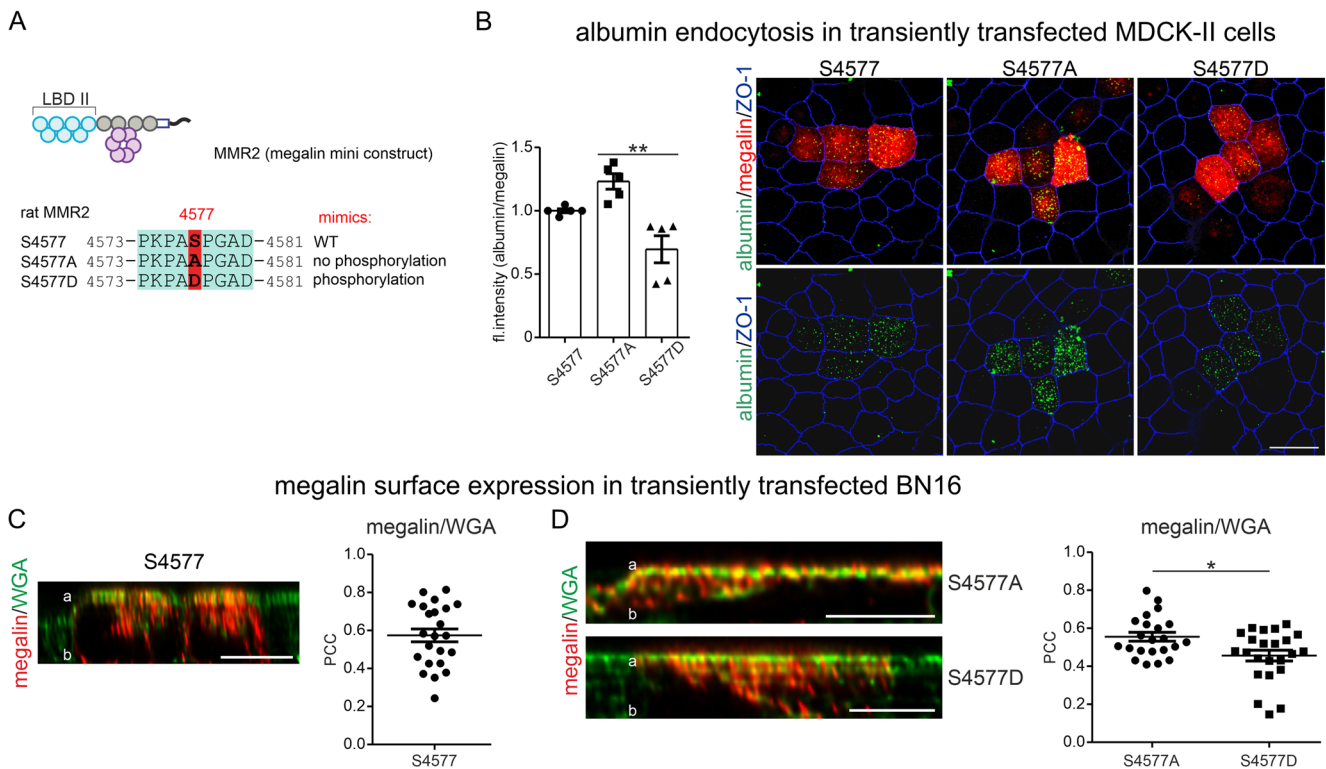 A
LBD II
MMR2 (megalin mini construct)
rat MMR2 4577 mimics:
S4577 4573–PKPASPGAD–4581 WT
S4577A 4573–PKPAAPGAD–4581 no phosphorylation
S4577D 4573–PKPADPGAD–4581 phosphorylation
B
albumin endocytosis in transiently transfected MDCK-II cells
fl.intensity (albumin/megalin)
1.5
1.0
0.5
0
**
S4577
S4577A
S4577D
S4577 S4577A S4577D
albumin/megalin/ZO-1
albumin/ZO-1
megalin surface expression in transiently transfected BN16
C
S4577
megalin/WGA
a
b
megalin/WGA
PCC
1.0
0.8
0.6
0.4
0.2
0.0
S4577
D
megalin/WGA
a
b
S4577A
a
b
S4577D
megalin/WGA
PCC
1.0
0.8
0.6
0.4
0.2
0.0
*
S4577A S4577D